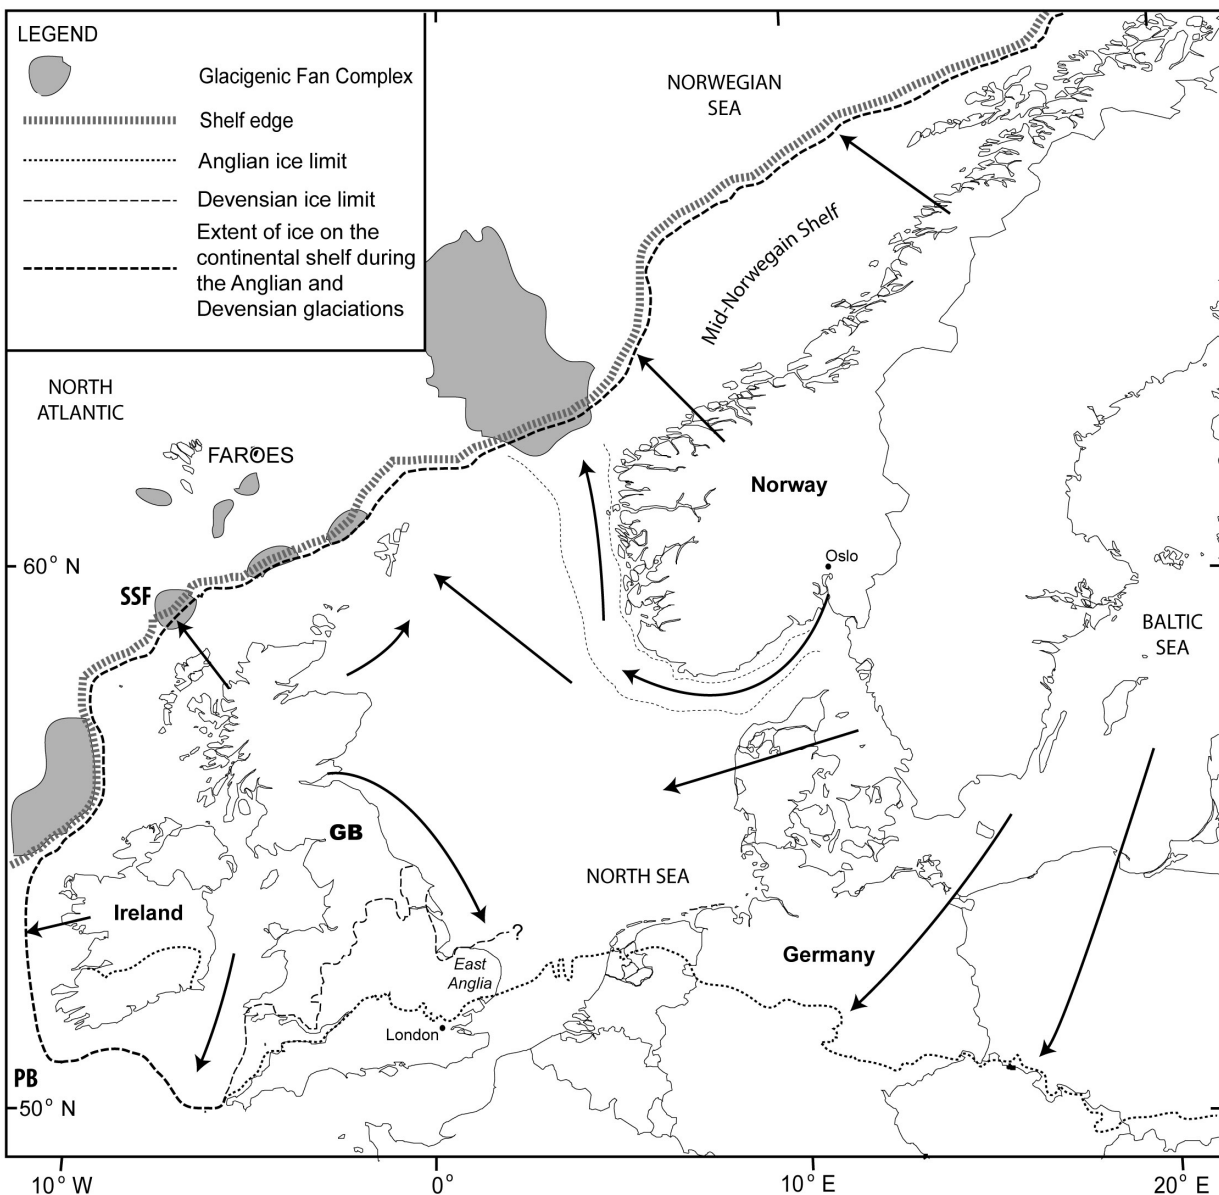 LEGEND
Glacigenic Fan Complex
Shelf edge
Anglian ice limit
Devensian ice limit
Extent of ice on the
continental shelf during
the Anglian and
Devensian glaciations
NORWEGIAN
SEA
Mid-Norwegain Shelf
NORTH
ATLANTIC
FAROES
Norway
Oslo
60° N
SSF
BALTIC
SEA
GB
NORTH SEA
Ireland
?
East
Anglia
Germany
London
PB
50° N
10° W
0°
10° E
20° E